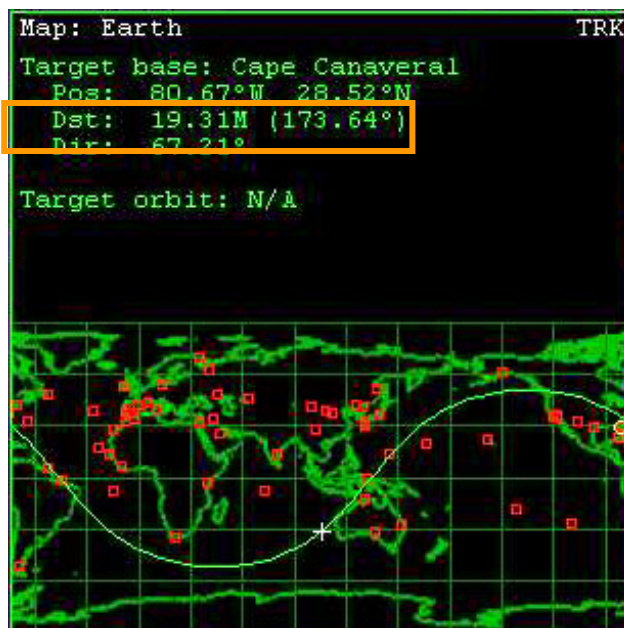 Map: Earth TRK
Target base: Cape Canaveral
Pos: 80.67°W 28.52°N
Dst: 19.31M (173.64°)
Dir: 67.21°
Target orbit: N/A